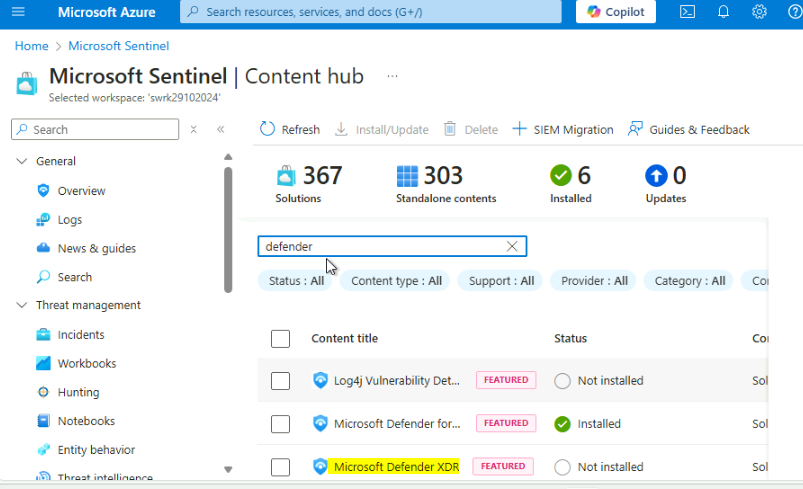 Microsoft Azure
Search resources, services, and docs (G+/)
Copilot
Home > Microsoft Sentinel
Microsoft Sentinel | Content hub ...
Selected workspace: 'swrk29102024'
Search
Refresh Install/Update Delete SIEM Migration Guides & Feedback
General
Overview
Logs
News & guides
Search
Threat management
Incidents
Workbooks
Hunting
Notebooks
Entity behavior
Threat intelligence
367 303 6 0
Solutions Standalone contents Installed Updates
defender
Status : All Content type : All Support : All Provider : All Category : All Co
Content title Status Co
Log4j Vulnerability Det... FEATURED Not installed Sol
Microsoft Defender for... FEATURED Installed Sol
Microsoft Defender XDR FEATURED Not installed Sol